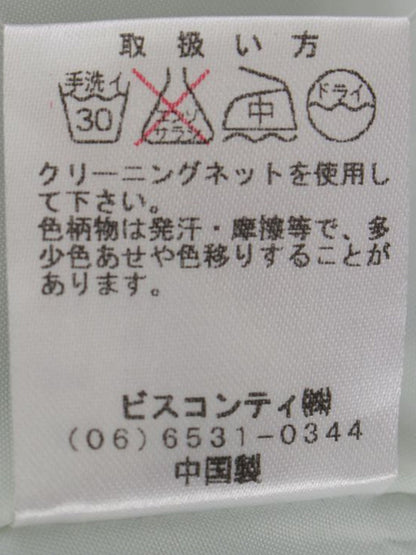 取扱い方
手洗イ 30 エンソサラシ 中 ドライ
クリーニングネットを使用し
て下さい。
色柄物は発汗・摩擦等で、多
少色あせや色移りすることが
あります。
ビスコンティ㈱
(06)6531-0344
中国製